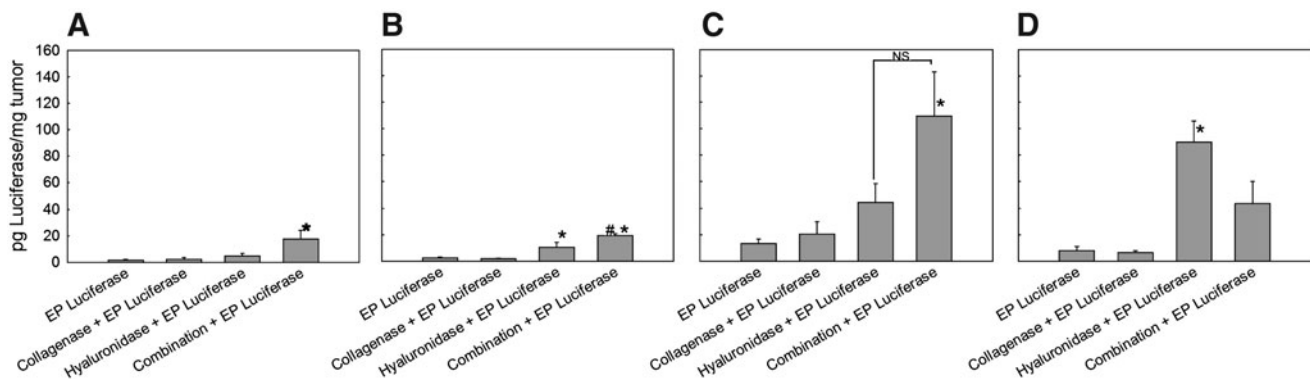 A
B
C
D
pg Luciferase/mg tumor
160
140
120
100
80
60
40
20
0
*
EP Luciferase
Collagenase + EP Luciferase
Hyaluronidase + EP Luciferase
Combination + EP Luciferase
*
#, *
EP Luciferase
Collagenase + EP Luciferase
Hyaluronidase + EP Luciferase
Combination + EP Luciferase
NS
*
EP Luciferase
Collagenase + EP Luciferase
Hyaluronidase + EP Luciferase
Combination + EP Luciferase
*
EP Luciferase
Collagenase + EP Luciferase
Hyaluronidase + EP Luciferase
Combination + EP Luciferase